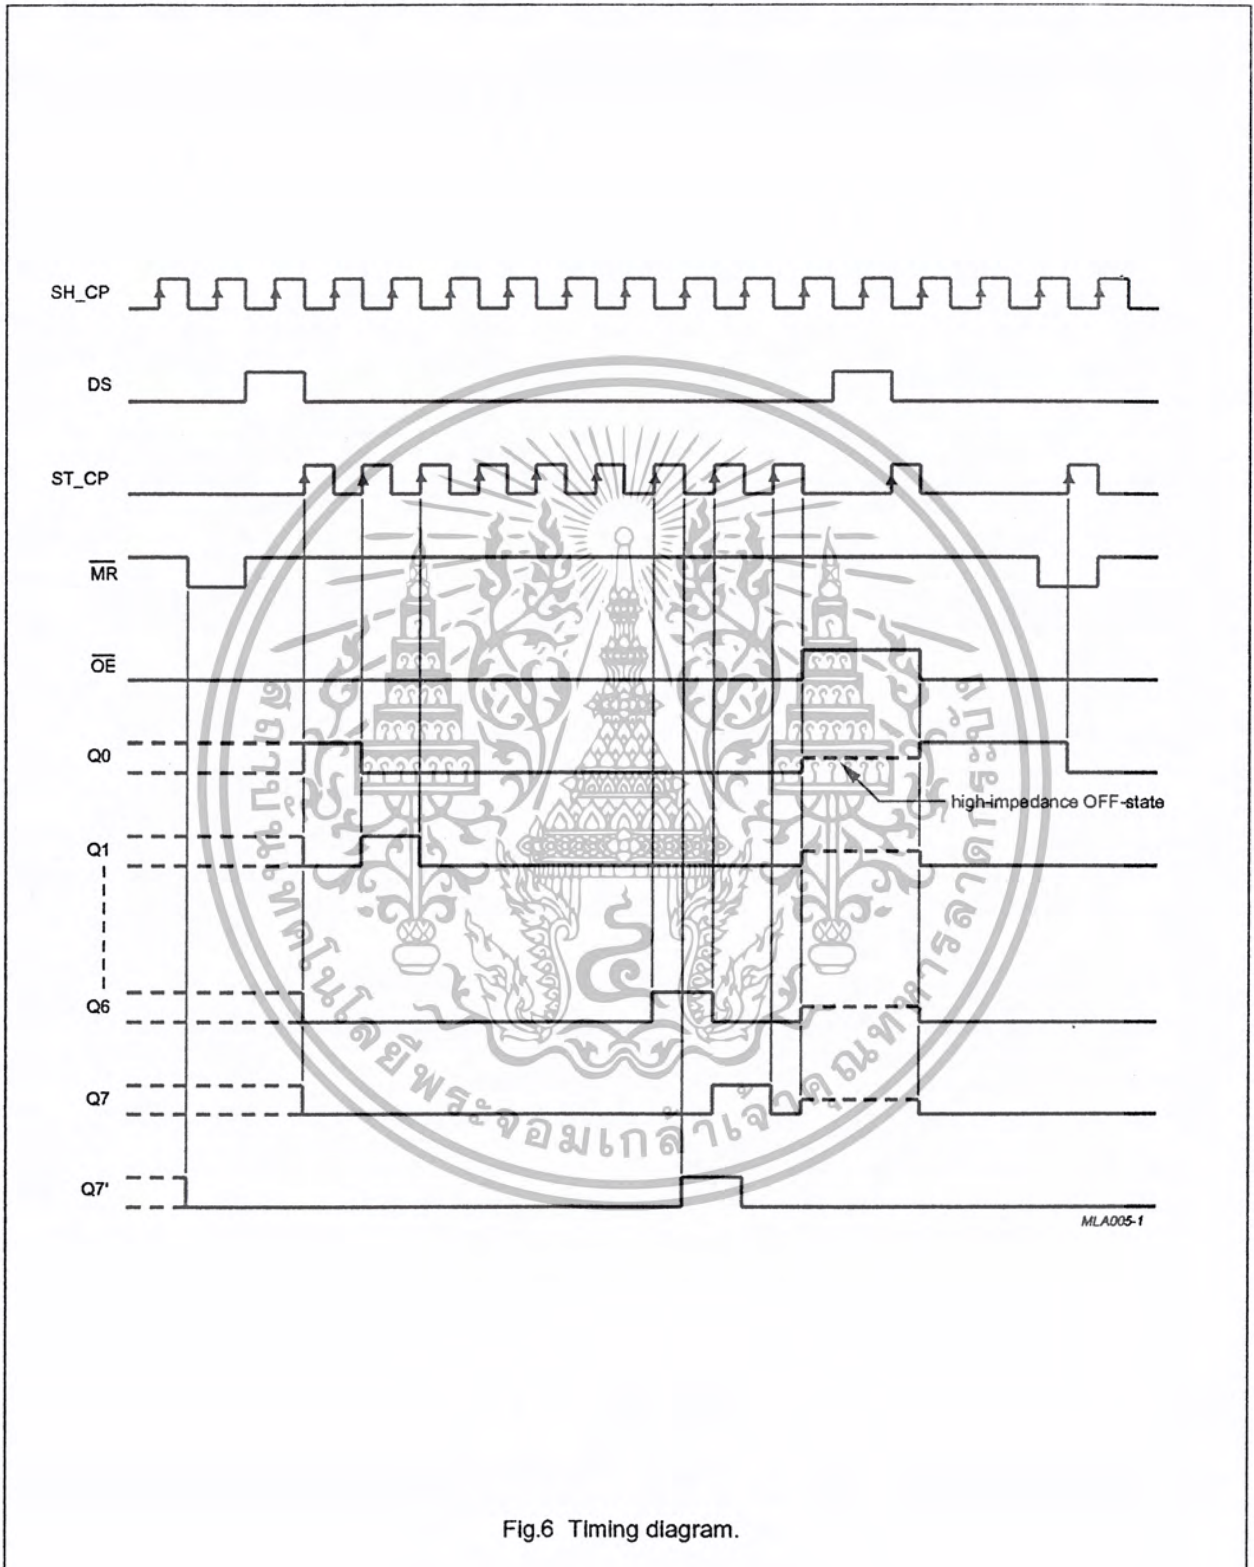 SH_CP
DS
ST_CP
MR
OE
Q0
high-impedance OFF-state
Q1
Q6
Q7
Q7'
MLA005-1
Fig.6 Timing diagram.